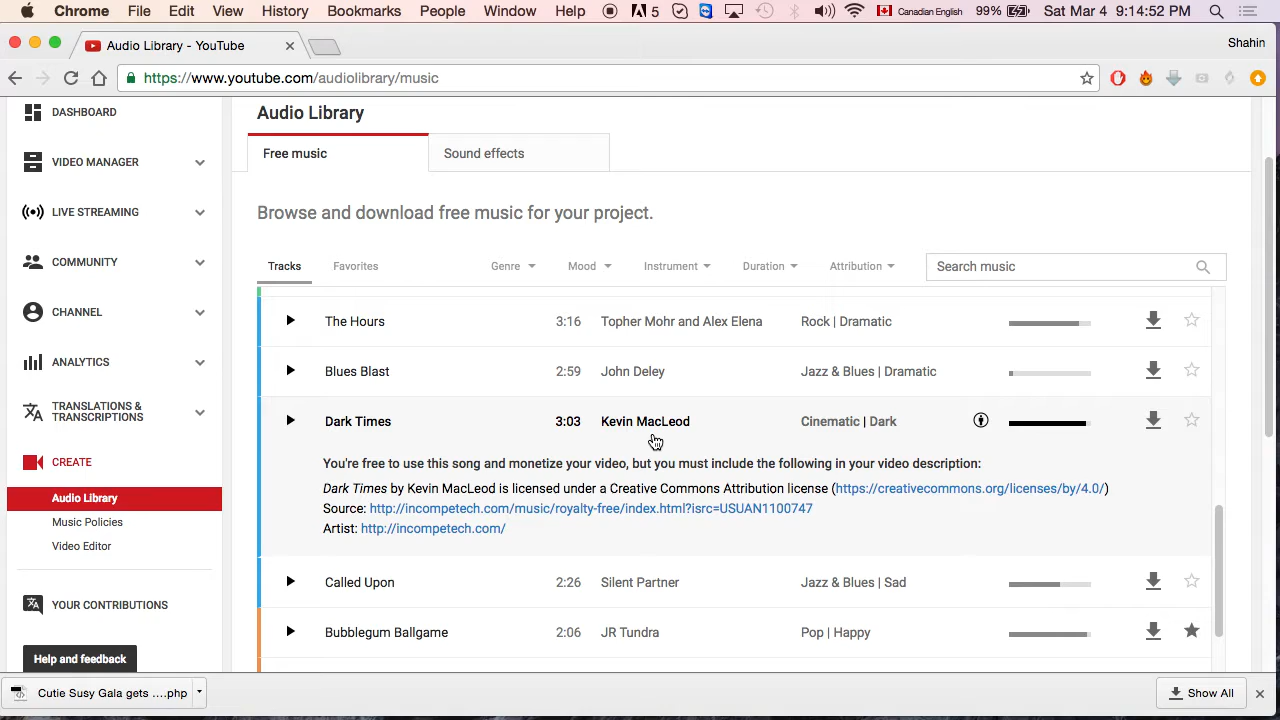 Chrome File Edit View History Bookmarks People Window Help 5 Canadian English 99% Sat Mar 4 9:14:52 PM
Audio Library - YouTube
Shahin
https://www.youtube.com/audiolibrary/music
DASHBOARD
VIDEO MANAGER
LIVE STREAMING
COMMUNITY
CHANNEL
ANALYTICS
TRANSLATIONS &
TRANSCRIPTIONS
CREATE
Audio Library
Music Policies
Video Editor
YOUR CONTRIBUTIONS
Help and feedback
Audio Library
Free music Sound effects
Browse and download free music for your project.
Tracks Favorites Genre Mood Instrument Duration Attribution Search music
The Hours 3:16 Topher Mohr and Alex Elena Rock | Dramatic
Blues Blast 2:59 John Deley Jazz & Blues | Dramatic
Dark Times 3:03 Kevin MacLeod Cinematic | Dark
You're free to use this song and monetize your video, but you must include the following in your video description:
Dark Times by Kevin MacLeod is licensed under a Creative Commons Attribution license (https://creativecommons.org/licenses/by/4.0/)
Source: http://incompetech.com/music/royalty-free/index.html?isrc=USUAN1100747
Artist: http://incompetech.com/
Called Upon 2:26 Silent Partner Jazz & Blues | Sad
Bubblegum Ballgame 2:06 JR Tundra Pop | Happy
Cutie Susy Gala gets ....php
Show All